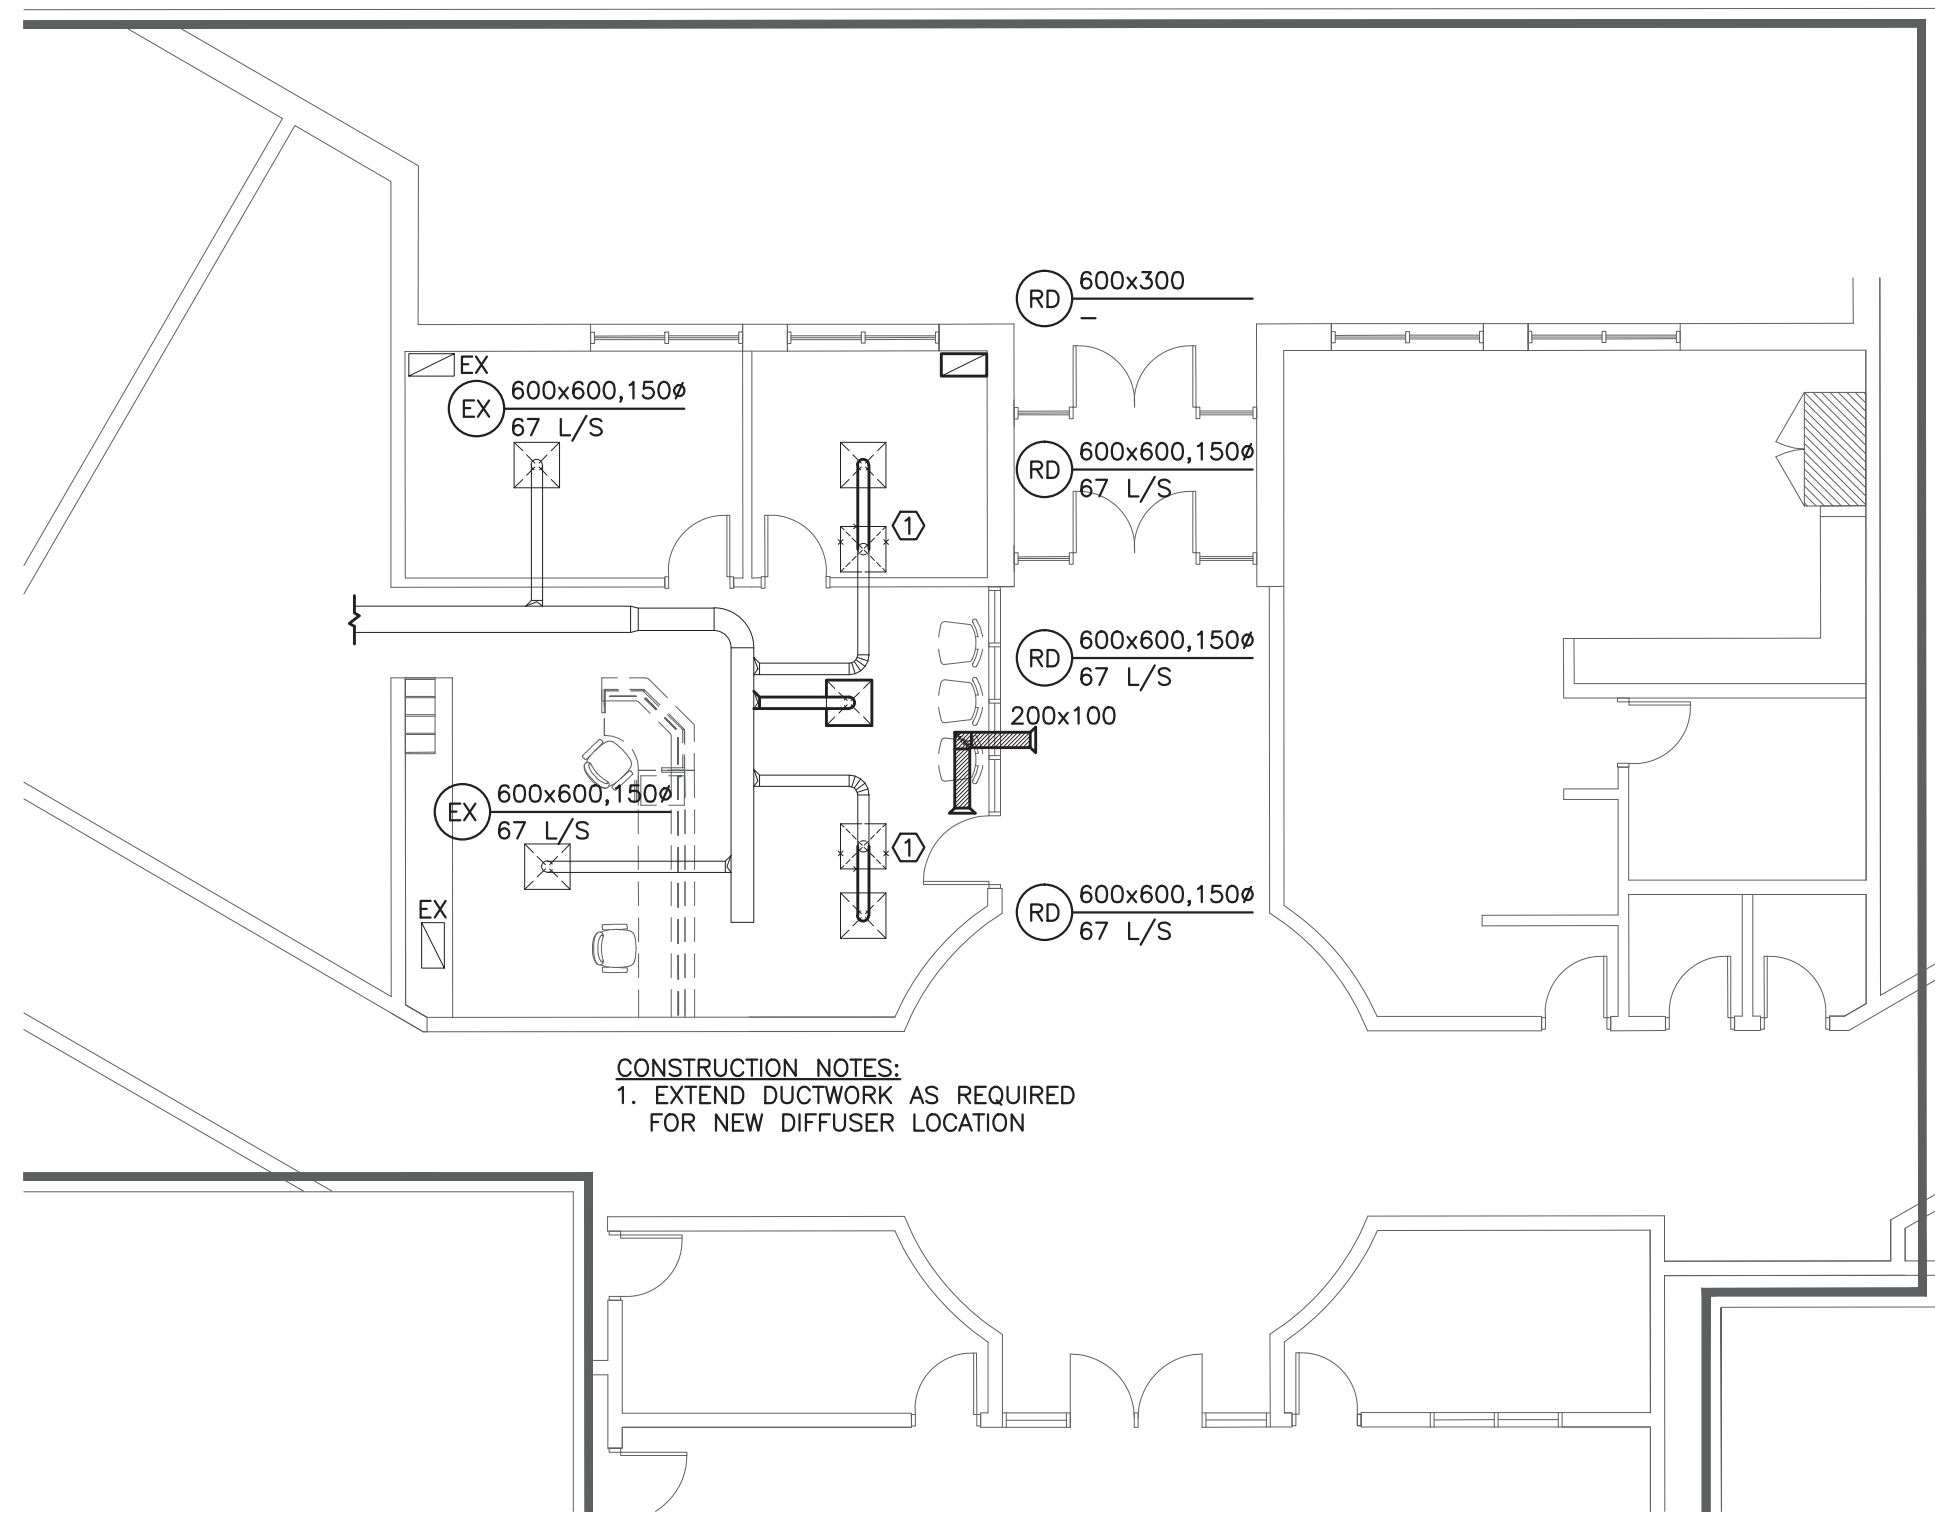 RD 600x300
–
EX
EX 600x600,150ø
67 L/S
RD 600x600,150ø
67 L/S
1
RD 600x600,150ø
67 L/S
200x100
EX 600x600,150ø
67 L/S
1
EX
RD 600x600,150ø
67 L/S
CONSTRUCTION NOTES:
1. EXTEND DUCTWORK AS REQUIRED
FOR NEW DIFFUSER LOCATION